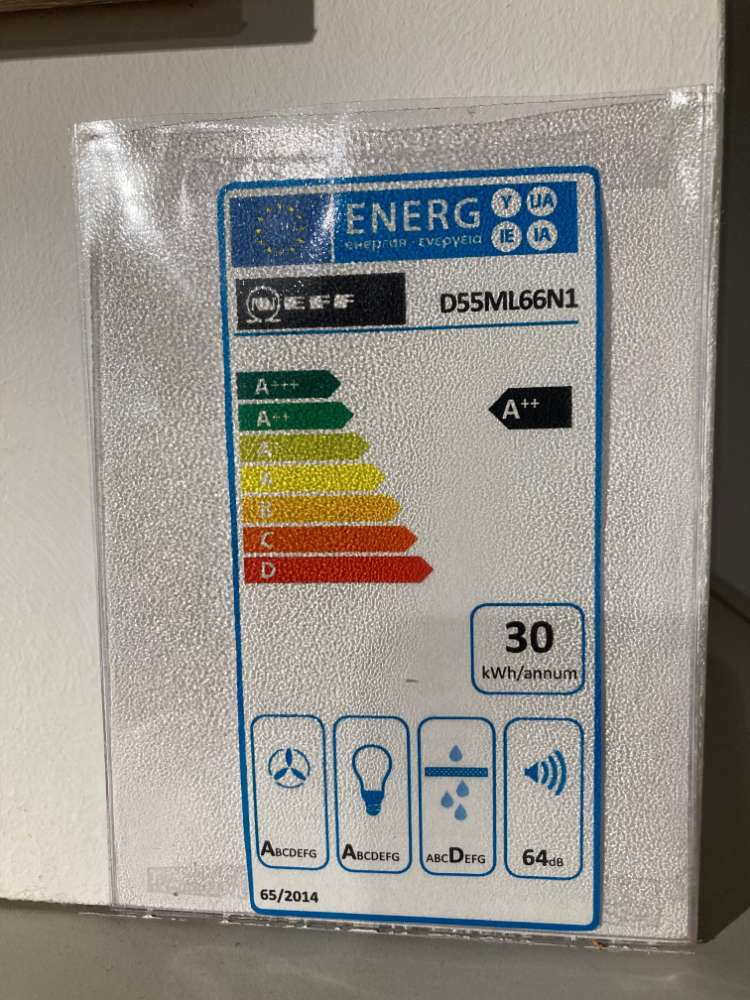 ENERG Y IJA
енергия · ενεργεια IE IA
NEFF D55ML66N1
A+++
A++
A++
A
B
C
D
30
kWh/annum
ABCDEFG
ABCDEFG
ABCDEFG
64dB
65/2014